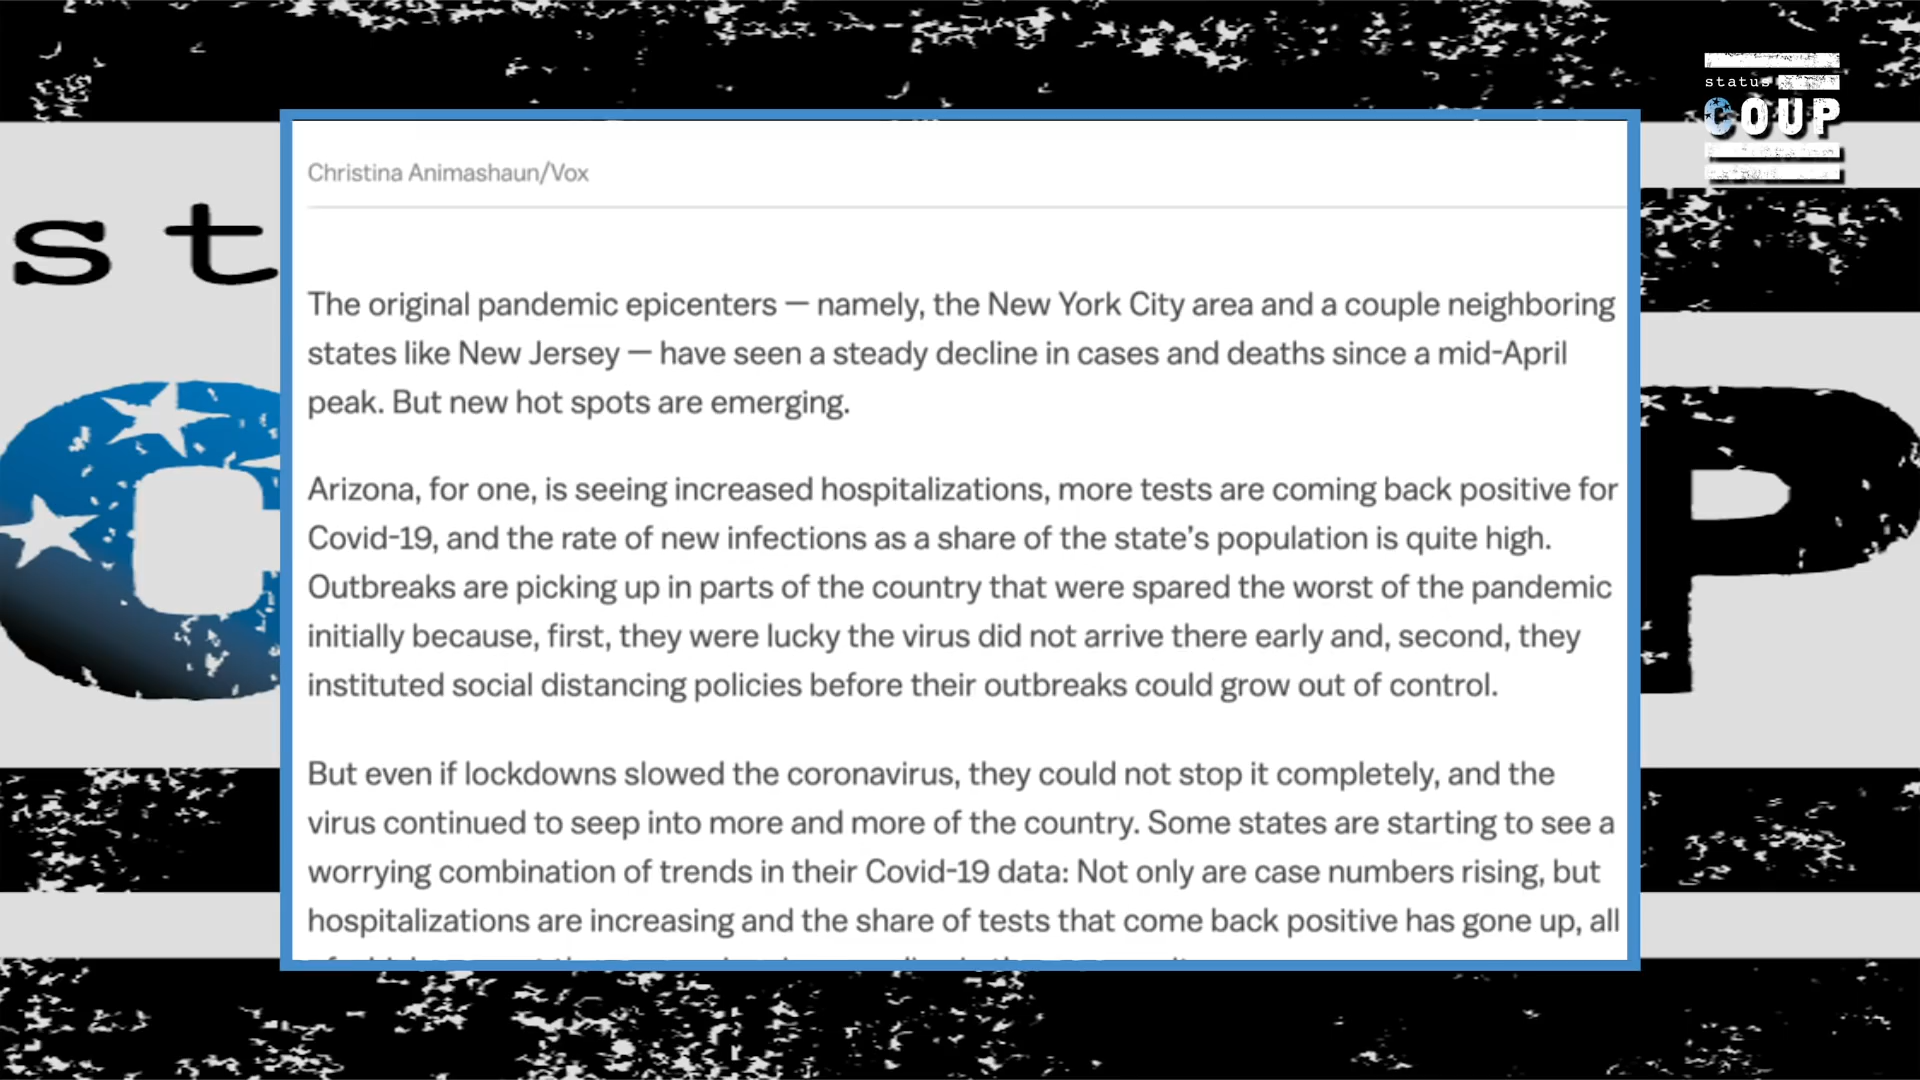 status
COUP
st
C
P
Christina Animashaun/Vox
The original pandemic epicenters — namely, the New York City area and a couple neighboring
states like New Jersey — have seen a steady decline in cases and deaths since a mid-April
peak. But new hot spots are emerging.
Arizona, for one, is seeing increased hospitalizations, more tests are coming back positive for
Covid-19, and the rate of new infections as a share of the state’s population is quite high.
Outbreaks are picking up in parts of the country that were spared the worst of the pandemic
initially because, first, they were lucky the virus did not arrive there early and, second, they
instituted social distancing policies before their outbreaks could grow out of control.
But even if lockdowns slowed the coronavirus, they could not stop it completely, and the
virus continued to seep into more and more of the country. Some states are starting to see a
worrying combination of trends in their Covid-19 data: Not only are case numbers rising, but
hospitalizations are increasing and the share of tests that come back positive has gone up, all